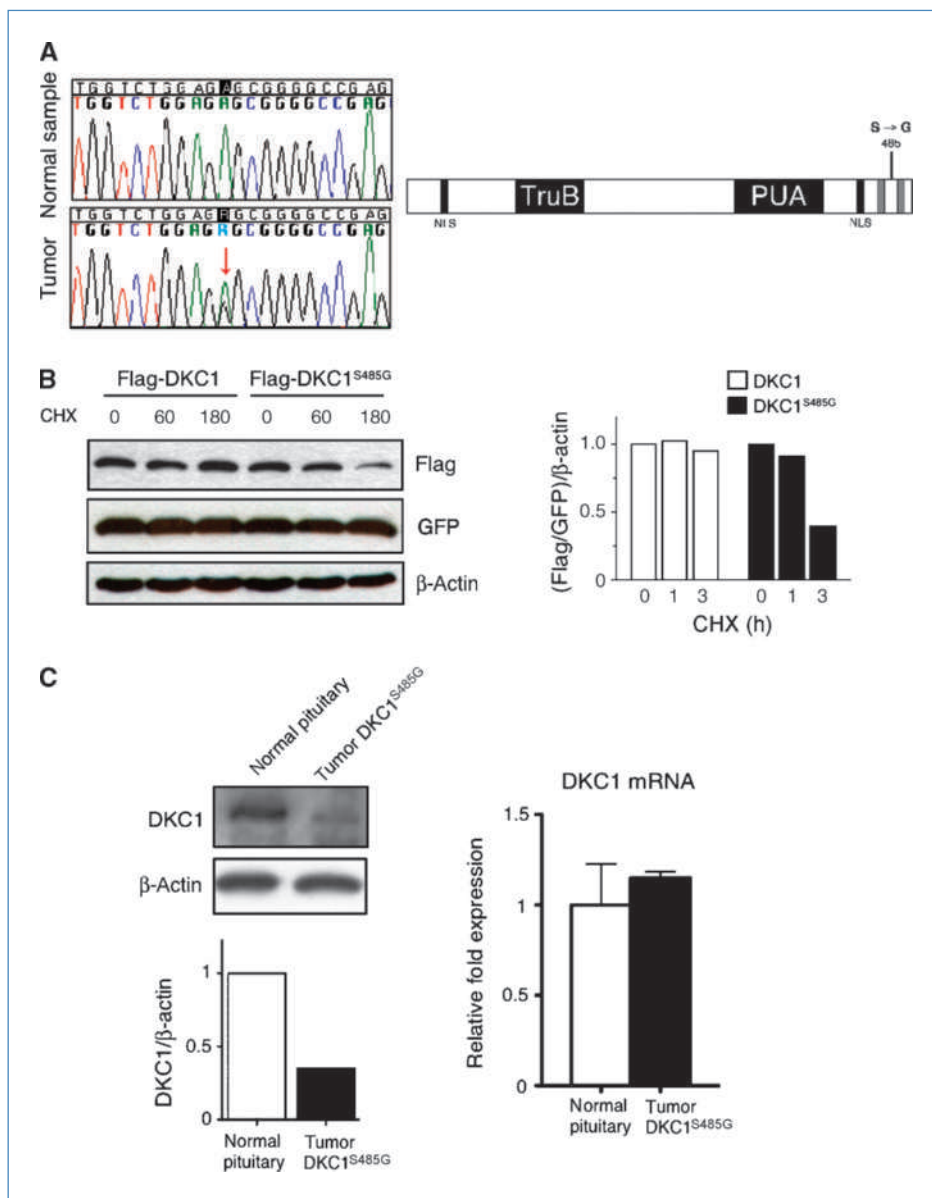 A
Normal sample
TGGTCTGGAGAGCGGGGCCGAG
TGGTCTGGAGAGCGGGGCCGAG
Tumor
TGGTCTGGAGRGCGGGGCCGAG
TGGTCTGGAGRGCGGGGCCGAG
S → G
485
TruB
PUA
NLS
NLS
B
Flag-DKC1 Flag-DKC1S485G
CHX 0 60 180 0 60 180
Flag
GFP
β-Actin
DKC1
DKC1S485G
(Flag/GFP)/β-actin
1.0
0.5
0
0 1 3 0 1 3
CHX (h)
C
Normal pituitary
Tumor DKC1S485G
DKC1
β-Actin
DKC1/β-actin
1
0.5
0
Normal pituitary
Tumor DKC1S485G
DKC1 mRNA
Relative fold expression
1.5
1
0.5
0
Normal pituitary
Tumor DKC1S485G